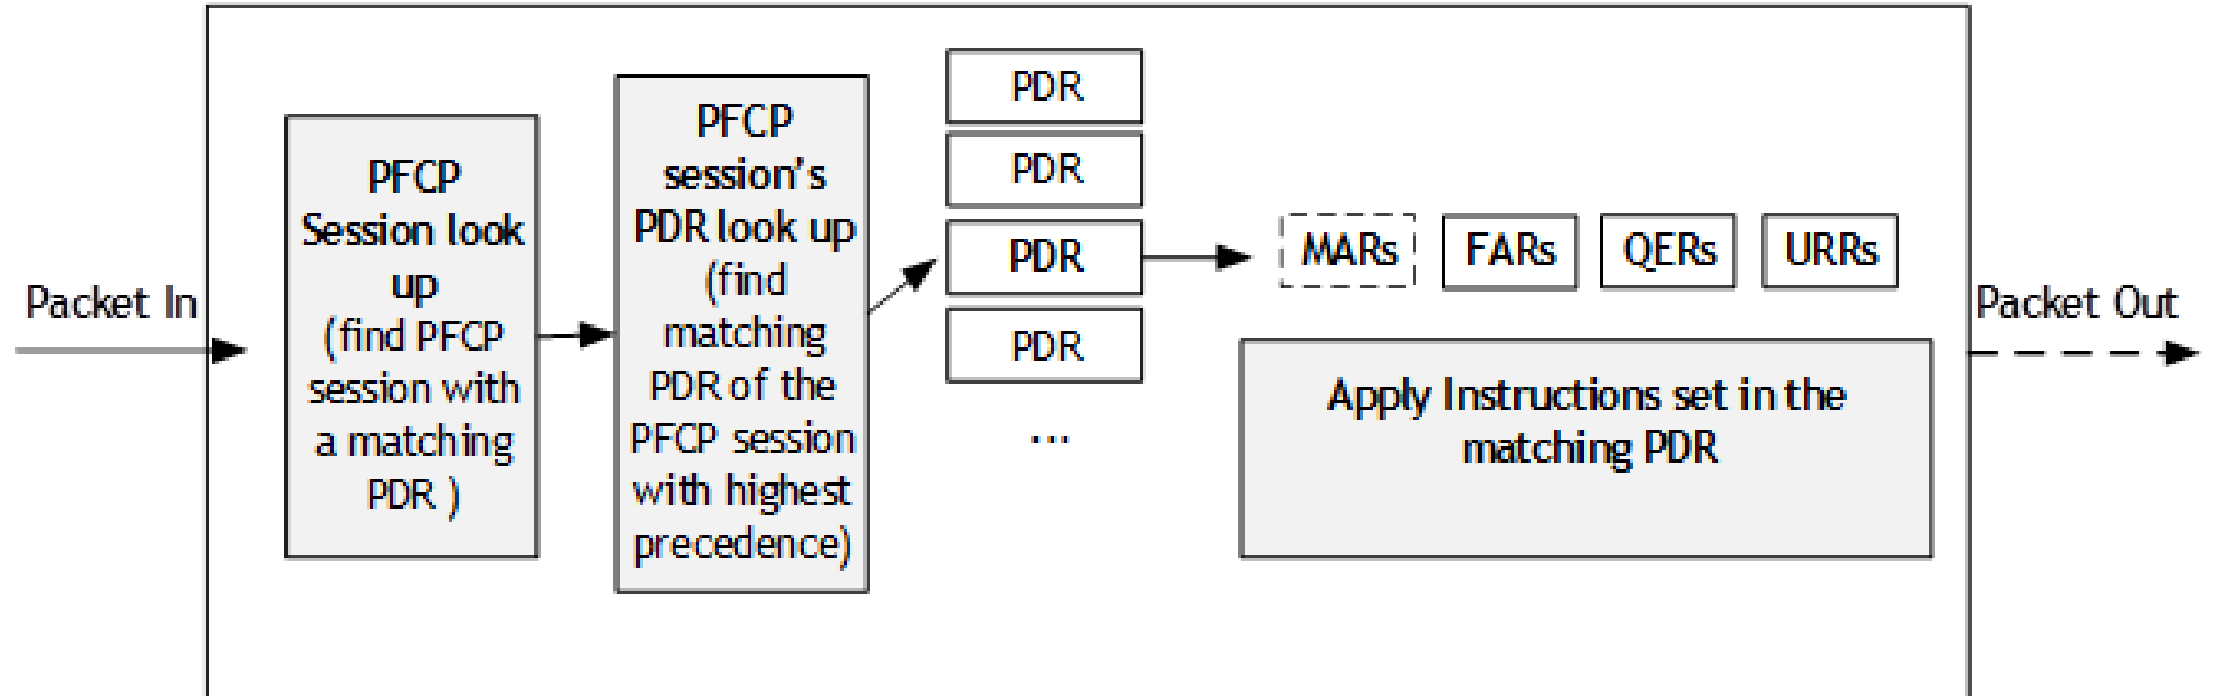 Packet In
PFCP
Session look
up
(find PFCP
session with
a matching
PDR )
PFCP
session's
PDR look up
(find
matching
PDR of the
PFCP session
with highest
precedence)
PDR
PDR
PDR
PDR
...
MARs
FARs
QERs
URRs
Apply Instructions set in the
matching PDR
Packet Out